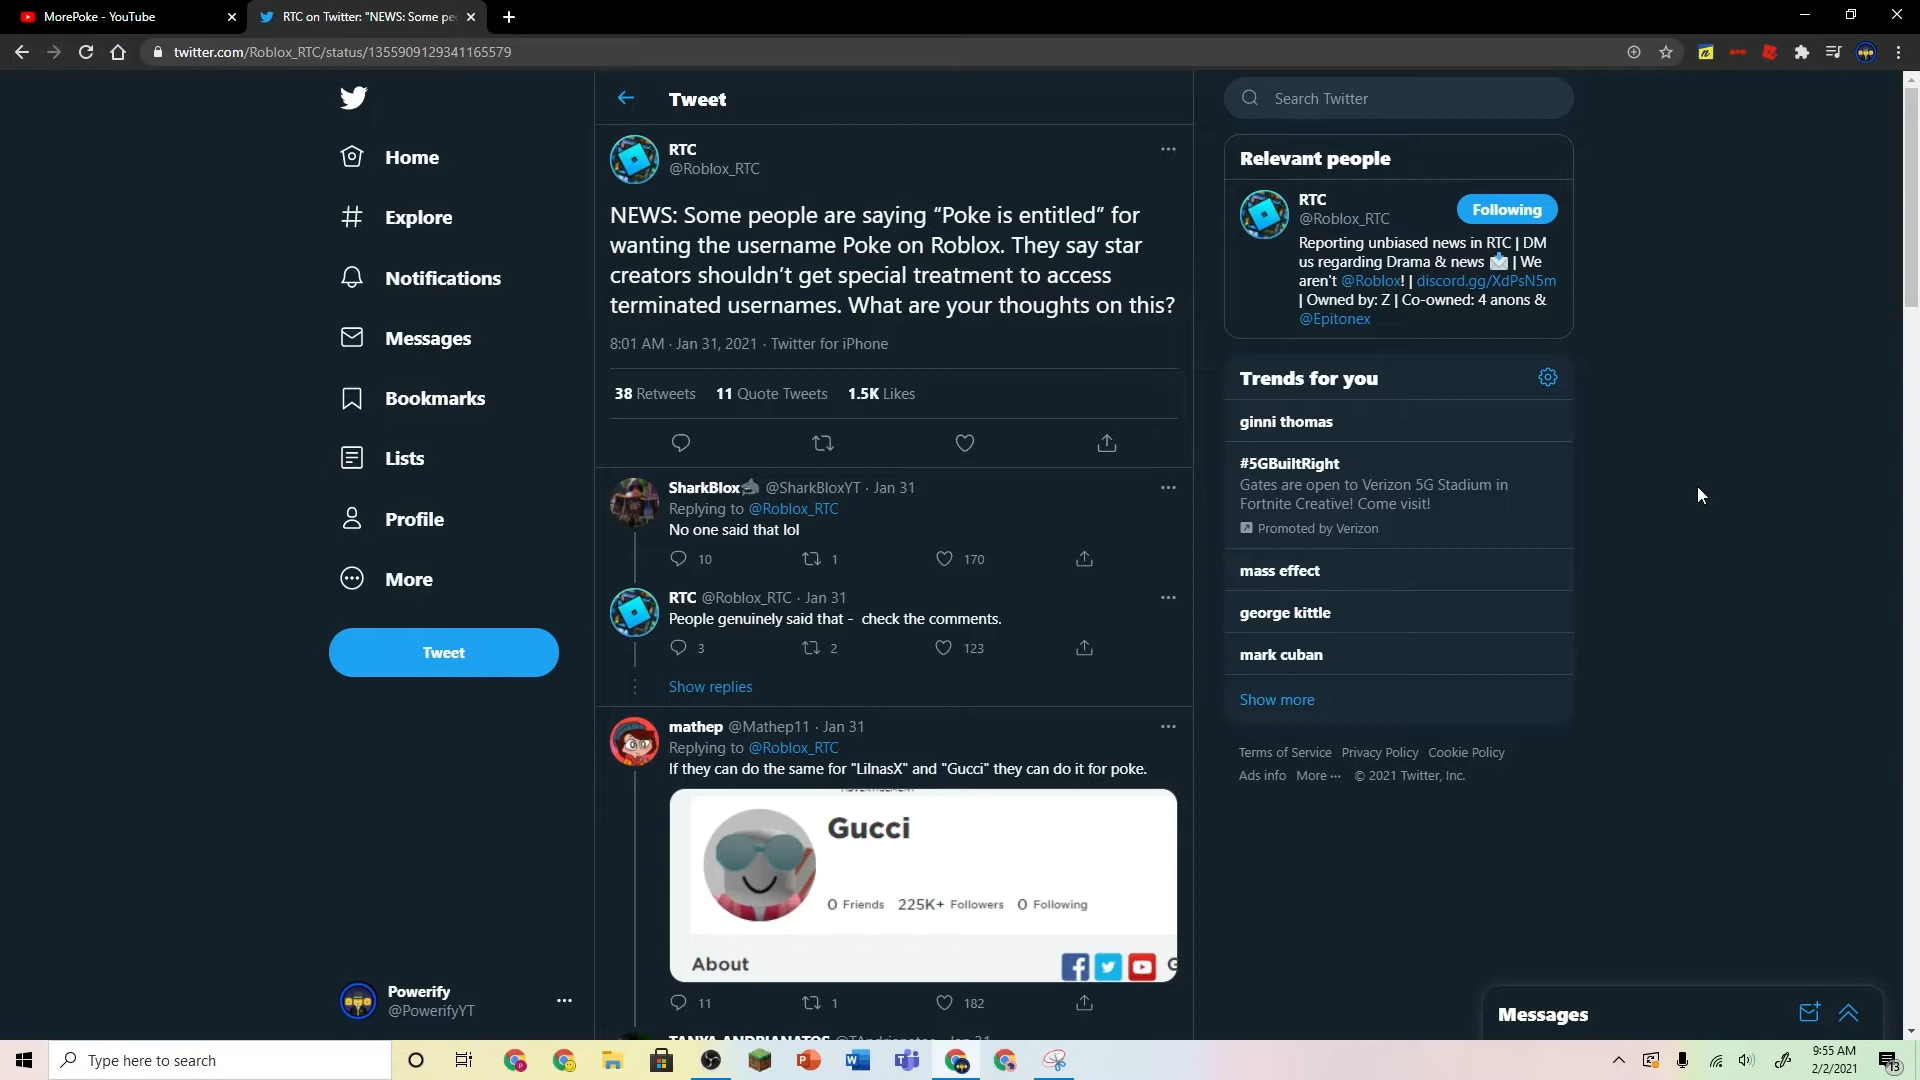 MorePoke - YouTube
RTC on Twitter: "NEWS: Some pe
twitter.com/Roblox_RTC/status/1355909129341165579
Home
Explore
Notifications
Messages
Bookmarks
Lists
Profile
More
Tweet
Powerify
@PowerifyYT
Tweet
RTC
@Roblox_RTC
NEWS: Some people are saying “Poke is entitled” for
wanting the username Poke on Roblox. They say star
creators shouldn’t get special treatment to access
terminated usernames. What are your thoughts on this?
8:01 AM · Jan 31, 2021 · Twitter for iPhone
38 Retweets 11 Quote Tweets 1.5K Likes
SharkBlox @SharkBloxYT · Jan 31
Replying to @Roblox_RTC
No one said that lol
10 1 170
RTC @Roblox_RTC · Jan 31
People genuinely said that - check the comments.
3 2 123
Show replies
mathep @Mathep11 · Jan 31
Replying to @Roblox_RTC
If they can do the same for "LilnasX" and "Gucci" they can do it for poke.
ADVERTISEMENT
Gucci
0 Friends 225K+ Followers 0 Following
About
G
11 1 182
TANYA ANDRIANATOS @TAndrianatos · Jan 31
Search Twitter
Relevant people
RTC
@Roblox_RTC
Following
Reporting unbiased news in RTC | DM
us regarding Drama & news | We
aren't @Roblox! | discord.gg/XdPsN5m
| Owned by: Z | Co-owned: 4 anons &
@Epitonex
Trends for you
ginni thomas
#5GBuiltRight
Gates are open to Verizon 5G Stadium in
Fortnite Creative! Come visit!
Promoted by Verizon
mass effect
george kittle
mark cuban
Show more
Terms of Service Privacy Policy Cookie Policy
Ads info More ··· © 2021 Twitter, Inc.
Messages
Type here to search
9:55 AM
2/2/2021
13